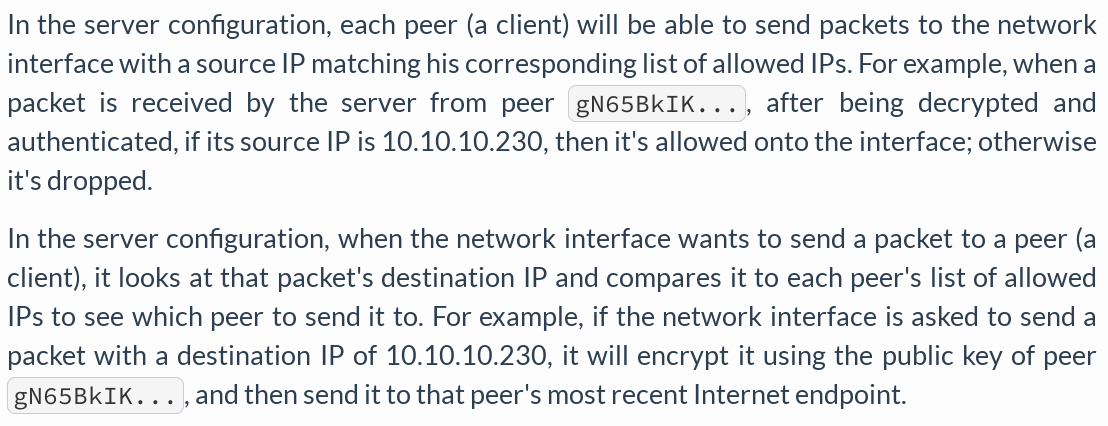 In the server configuration, each peer (a client) will be able to send packets to the network
interface with a source IP matching his corresponding list of allowed IPs. For example, when a
packet is received by the server from peer gN65BkIK..., after being decrypted and
authenticated, if its source IP is 10.10.10.230, then it's allowed onto the interface; otherwise
it's dropped.
In the server configuration, when the network interface wants to send a packet to a peer (a
client), it looks at that packet's destination IP and compares it to each peer's list of allowed
IPs to see which peer to send it to. For example, if the network interface is asked to send a
packet with a destination IP of 10.10.10.230, it will encrypt it using the public key of peer
gN65BkIK..., and then send it to that peer's most recent Internet endpoint.